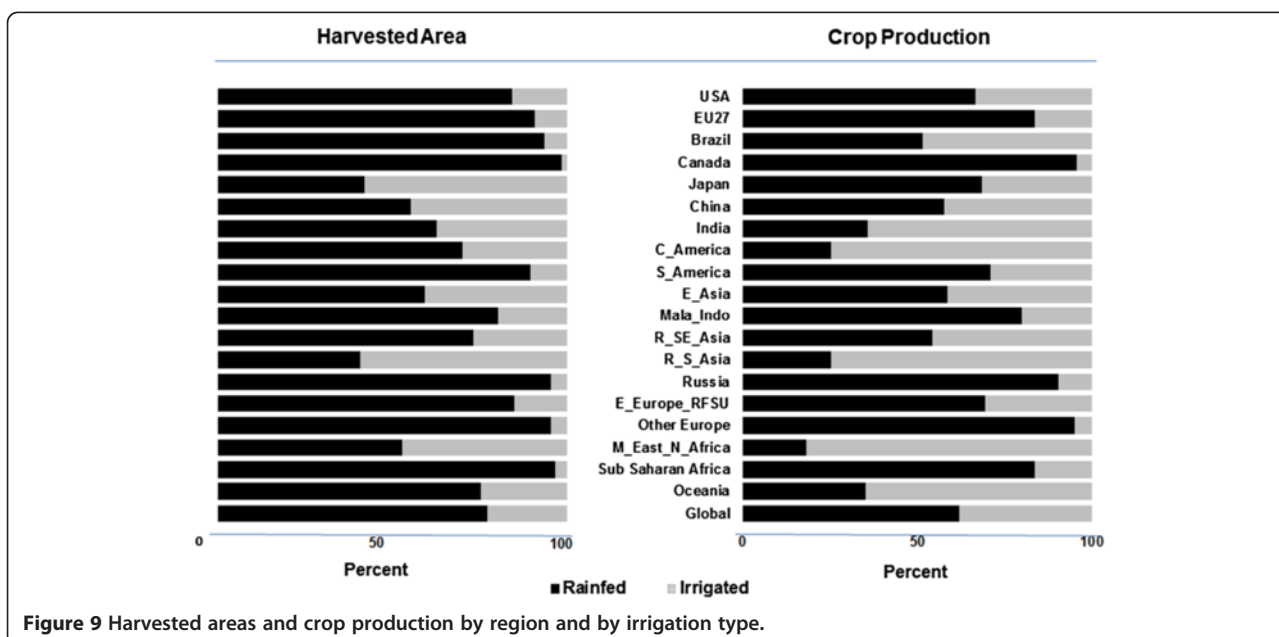 Harvested Area Crop Production
USA
EU27
Brazil
Canada
Japan
China
India
C_America
S_America
E_Asia
Mala_Indo
R_SE_Asia
R_S_Asia
Russia
E_Europe_RFSU
Other Europe
M_East_N_Africa
Sub Saharan Africa
Oceania
Global
0 50 100 0 50 100
Percent Percent
Rainfed Irrigated
Figure 9 Harvested areas and crop production by region and by irrigation type.